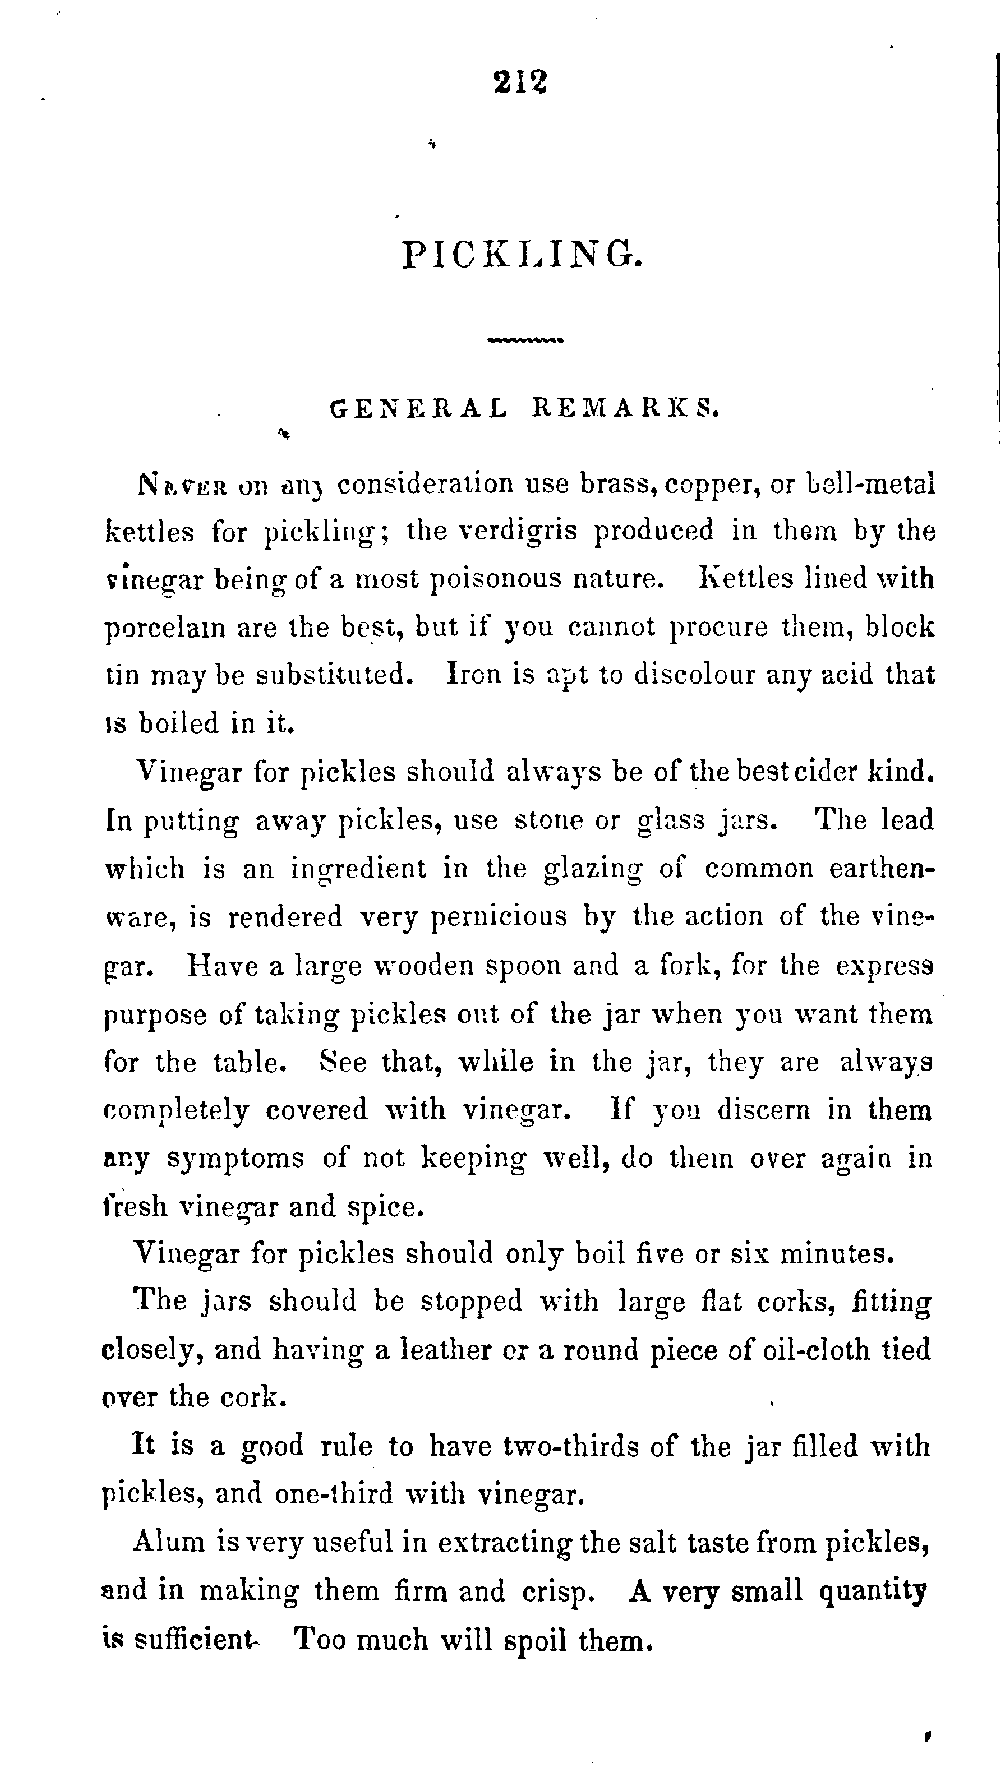 212
PICKLING.
GENERAL REMARKS.
NEVER on any consideration use brass, copper, or bell-metal
kettles for pickling; the verdigris produced in them by the
vinegar being of a most poisonous nature. Kettles lined with
porcelain are the best, but if you cannot procure them, block
tin may be substituted. Iron is apt to discolour any acid that
is boiled in it.
Vinegar for pickles should always be of the best cider kind.
In putting away pickles, use stone or glass jars. The lead
which is an ingredient in the glazing of common earthen-
ware, is rendered very pernicious by the action of the vine-
gar. Have a large wooden spoon and a fork, for the express
purpose of taking pickles out of the jar when you want them
for the table. See that, while in the jar, they are always
completely covered with vinegar. If you discern in them
any symptoms of not keeping well, do them over again in
fresh vinegar and spice.
Vinegar for pickles should only boil five or six minutes.
The jars should be stopped with large flat corks, fitting
closely, and having a leather or a round piece of oil-cloth tied
over the cork.
It is a good rule to have two-thirds of the jar filled with
pickles, and one-third with vinegar.
Alum is very useful in extracting the salt taste from pickles,
and in making them firm and crisp. A very small quantity
is sufficient. Too much will spoil them.